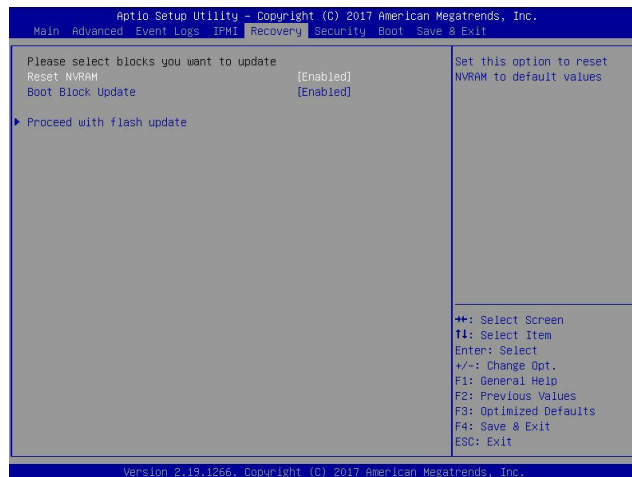 Aptio Setup Utility – Copyright (C) 2017 American Megatrends, Inc.
Main Advanced Event Logs IPMI Recovery Security Boot Save & Exit
Please select blocks you want to update
Reset NVRAM [Enabled]
Boot Block Update [Enabled]
▶ Proceed with flash update
Set this option to reset
NVRAM to default values
→←: Select Screen
↑↓: Select Item
Enter: Select
+/-: Change Opt.
F1: General Help
F2: Previous Values
F3: Optimized Defaults
F4: Save & Exit
ESC: Exit
Version 2.19.1266. Copyright (C) 2017 American Megatrends, Inc.